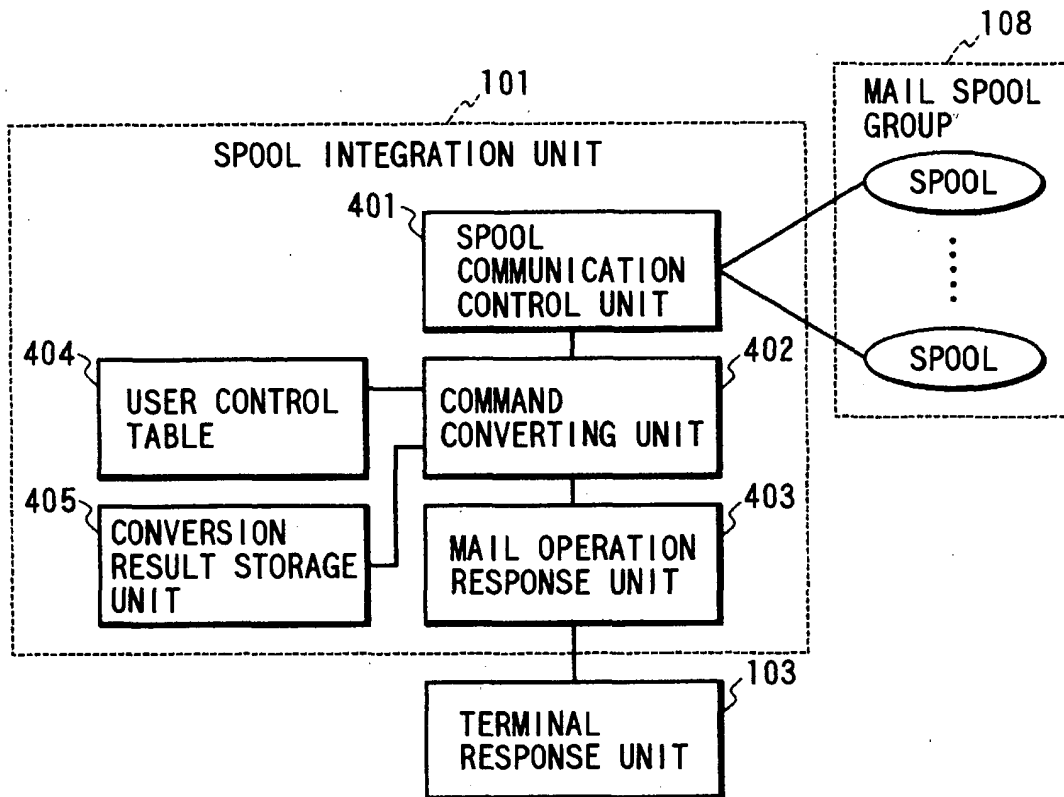 108
MAIL SPOOL
GROUP
SPOOL
SPOOL
101
SPOOL INTEGRATION UNIT
401
SPOOL
COMMUNICATION
CONTROL UNIT
404
USER CONTROL
TABLE
402
COMMAND
CONVERTING UNIT
405
CONVERSION
RESULT STORAGE
UNIT
403
MAIL OPERATION
RESPONSE UNIT
103
TERMINAL
RESPONSE UNIT